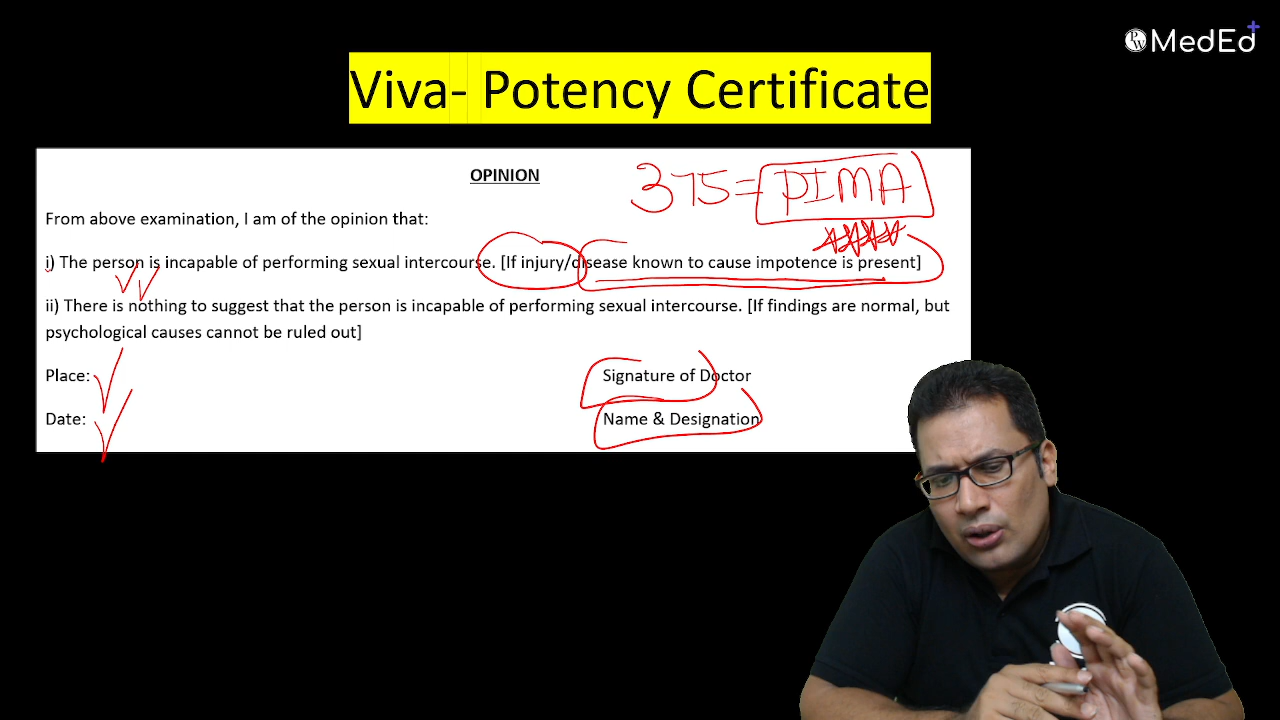 MedEd
Viva- Potency Certificate
OPINION
375= PIMA
From above examination, I am of the opinion that:
i) The person is incapable of performing sexual intercourse. [If injury/disease known to cause impotence is present]
ii) There is nothing to suggest that the person is incapable of performing sexual intercourse. [If findings are normal, but
psychological causes cannot be ruled out]
Place: Signature of Doctor
Date: Name & Designation